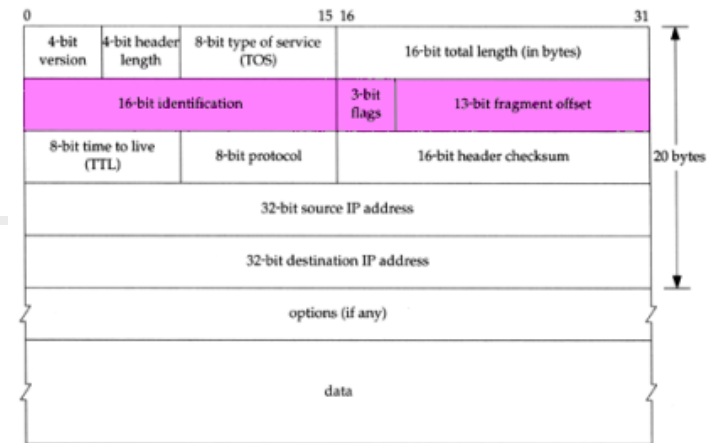 0 15 16 31
4-bit version
4-bit header length
8-bit type of service (TOS)
16-bit total length (in bytes)
16-bit identification
3-bit flags
13-bit fragment offset
8-bit time to live (TTL)
8-bit protocol
16-bit header checksum
20 bytes
32-bit source IP address
32-bit destination IP address
options (if any)
data